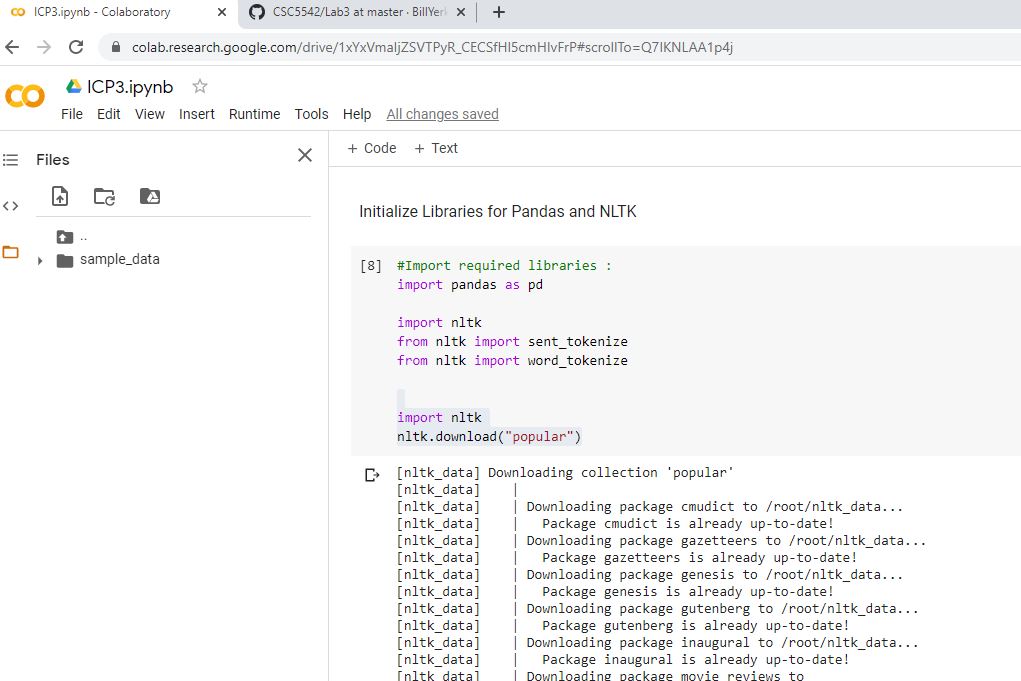 ICP3.ipynb - Colaboratory
CSC5542/Lab3 at master · BillYer
colab.research.google.com/drive/1xYxVmaIjZSVTPyR_CECSfHI5cmHIvFrP#scrollTo=Q7IKNLAA1p4j
ICP3.ipynb
File Edit View Insert Runtime Tools Help All changes saved
Files
+ Code + Text
..
sample_data
Initialize Libraries for Pandas and NLTK
[8] #Import required libraries :
import pandas as pd
import nltk
from nltk import sent_tokenize
from nltk import word_tokenize
import nltk
nltk.download("popular")
[nltk_data] Downloading collection 'popular'
[nltk_data]    |
[nltk_data]    | Downloading package cmudict to /root/nltk_data...
[nltk_data]    |   Package cmudict is already up-to-date!
[nltk_data]    | Downloading package gazetteers to /root/nltk_data...
[nltk_data]    |   Package gazetteers is already up-to-date!
[nltk_data]    | Downloading package genesis to /root/nltk_data...
[nltk_data]    |   Package genesis is already up-to-date!
[nltk_data]    | Downloading package gutenberg to /root/nltk_data...
[nltk_data]    |   Package gutenberg is already up-to-date!
[nltk_data]    | Downloading package inaugural to /root/nltk_data...
[nltk_data]    |   Package inaugural is already up-to-date!
[nltk_data]    | Downloading package movie_reviews to